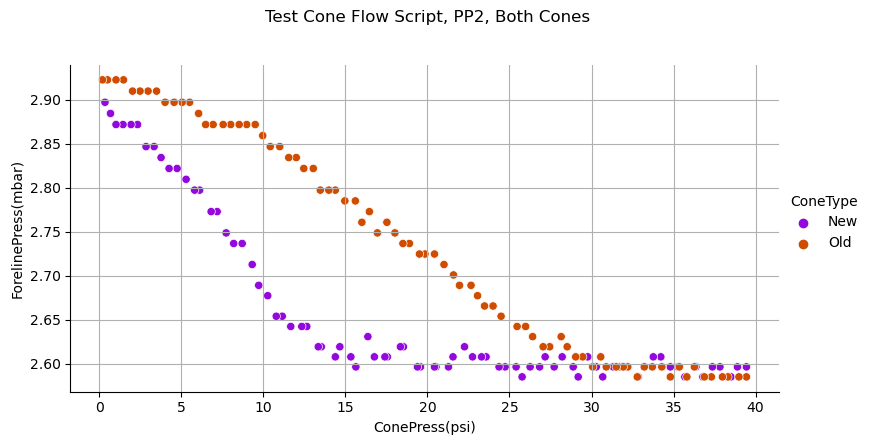 Test Cone Flow Script, PP2, Both Cones
2.90
2.85
2.80
2.75
2.70
2.65
2.60
ForelinePress(mbar)
0 5 10 15 20 25 30 35 40
ConePress(psi)
ConeType
New
Old